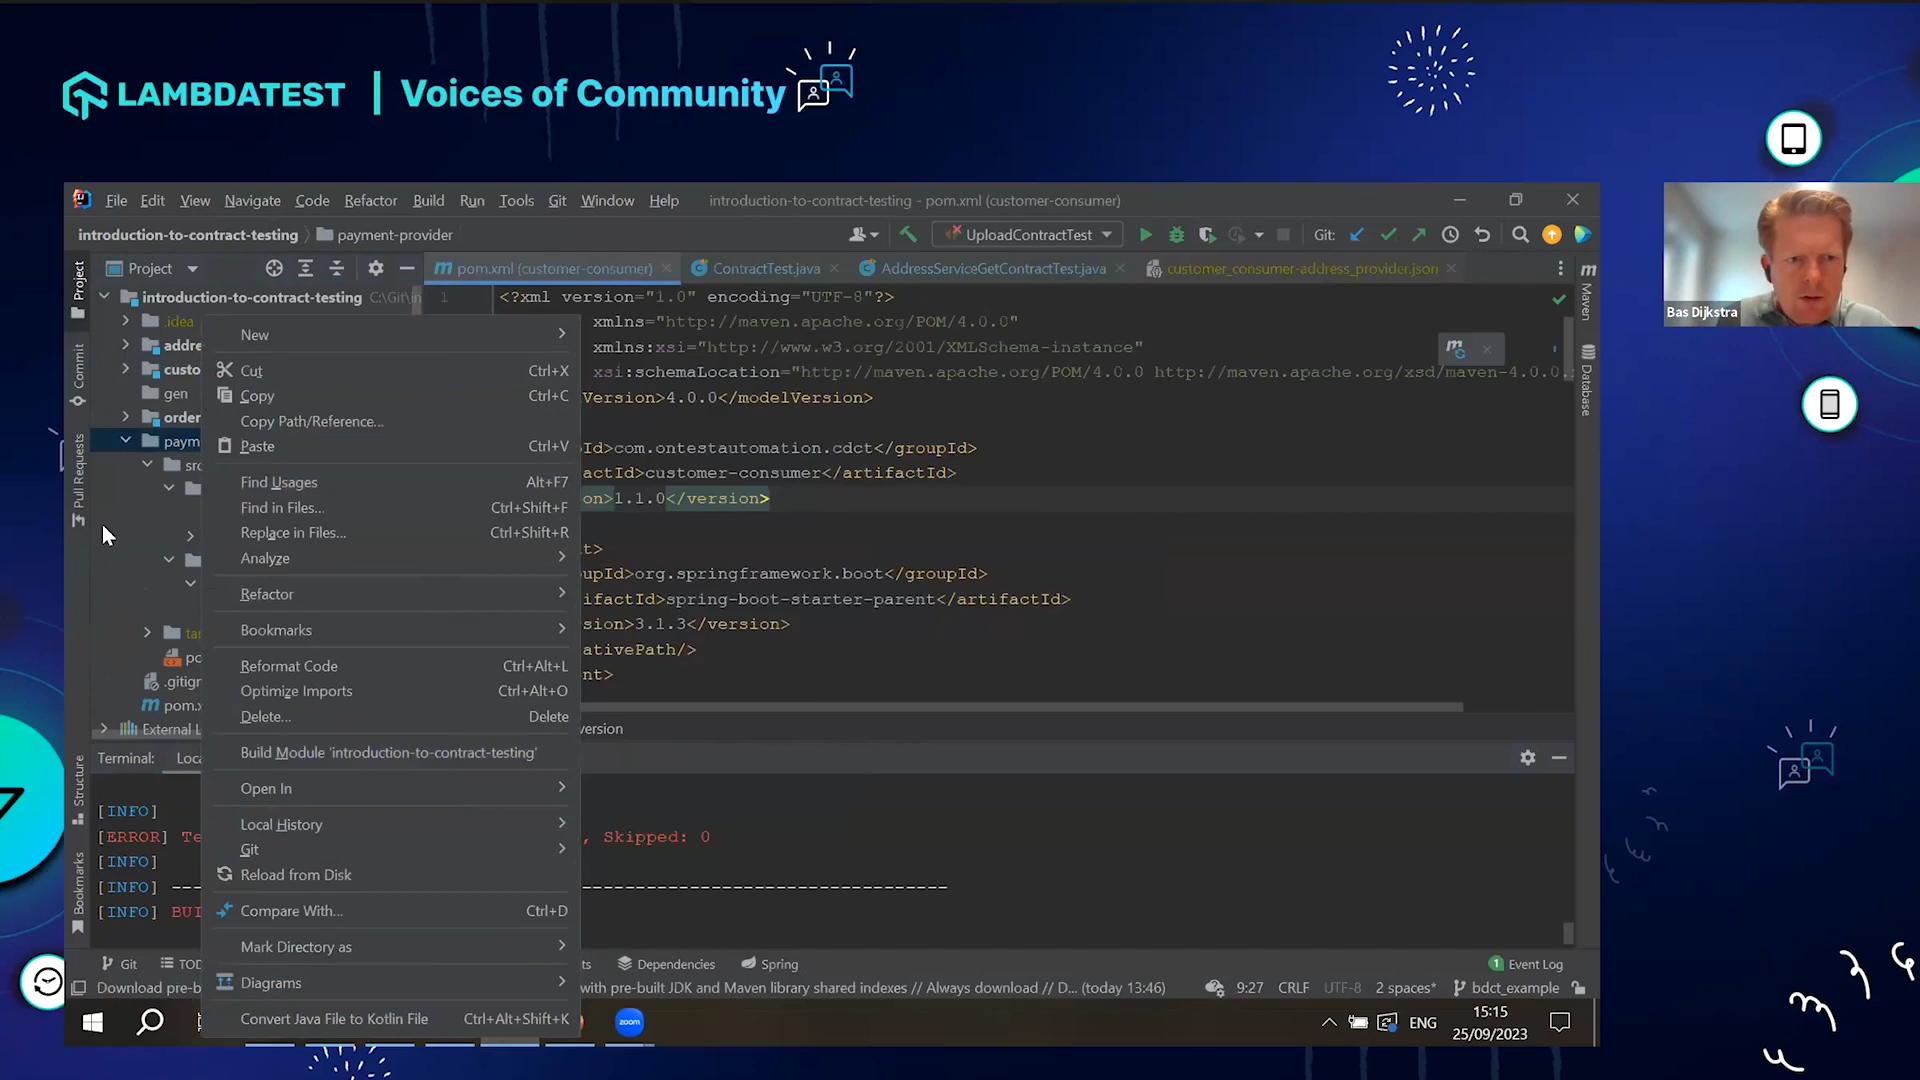 LAMBDATEST | Voices of Community
File Edit View Navigate Code Refactor Build Run Tools Git Window Help introduction-to-contract-testing - pom.xml (customer-consumer)
introduction-to-contract-testing payment-provider UploadContractTest Git:
Project pom.xml (customer-consumer) ContractTest.java AddressServiceGetContractTest.java customer_consumer-address_provider.json
introduction-to-contract-testing C:\Git\in 1 <?xml version="1.0" encoding="UTF-8"?>
.idea xmlns="http://maven.apache.org/POM/4.0.0"
addre xmlns:xsi="http://www.w3.org/2001/XMLSchema-instance"
custo xsi:schemaLocation="http://maven.apache.org/POM/4.0.0 http://maven.apache.org/xsd/maven-4.0.0.
gen Version>4.0.0</modelVersion>
order
paym Id>com.ontestautomation.cdct</groupId>
src actId>customer-consumer</artifactId>
on>1.1.0</version>
t>
upId>org.springframework.boot</groupId>
ifactId>spring-boot-starter-parent</artifactId>
sion>3.1.3</version>
ativePath/>
nt>
tar
po
.gitign
pom.x
External L version
New
Cut Ctrl+X
Copy Ctrl+C
Copy Path/Reference...
Paste Ctrl+V
Find Usages Alt+F7
Find in Files... Ctrl+Shift+F
Replace in Files... Ctrl+Shift+R
Analyze
Refactor
Bookmarks
Reformat Code Ctrl+Alt+L
Optimize Imports Ctrl+Alt+O
Delete... Delete
Build Module 'introduction-to-contract-testing'
Open In
Local History
Git
Reload from Disk
Compare With... Ctrl+D
Mark Directory as
Diagrams
Convert Java File to Kotlin File Ctrl+Alt+Shift+K
Project
Commit
Pull Requests
Structure
Bookmarks
Maven
Database
Terminal: Loca
[INFO]
[ERROR] Te , Skipped: 0
[INFO]
[INFO] --- ----------------------------------
[INFO] BUI
Git TOD ts Dependencies Spring 1 Event Log
Download pre-b with pre-built JDK and Maven library shared indexes // Always download // D... (today 13:46) 9:27 CRLF UTF-8 2 spaces* bdct_example
zoom ENG 15:15
25/09/2023
Bas Dijkstra